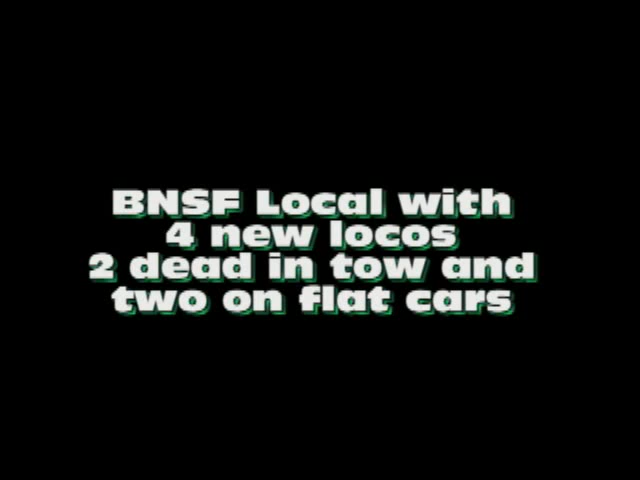 BNSF Local with
4 new locos
2 dead in tow and
two on flat cars